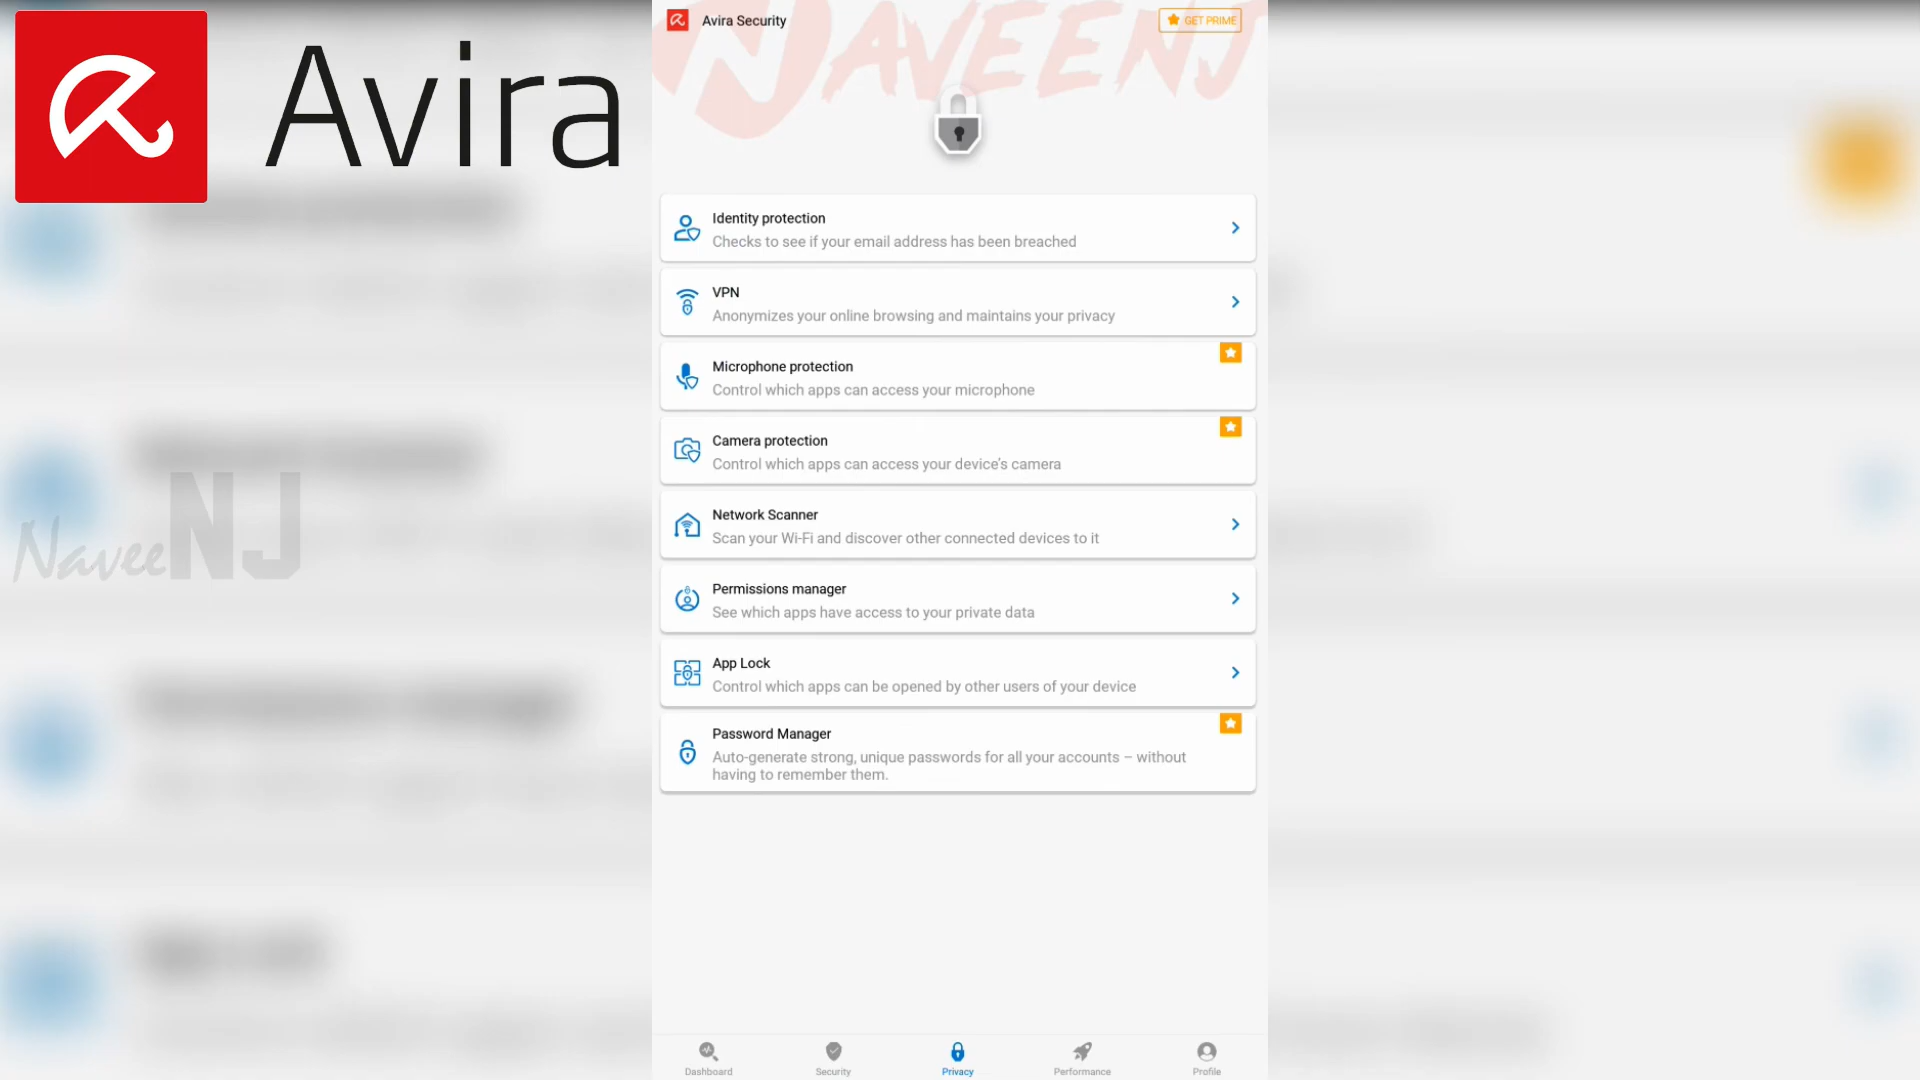 Avira
Avira Security
GET PRIME
NAVEENJ
Identity protection
Checks to see if your email address has been breached
VPN
Anonymizes your online browsing and maintains your privacy
Microphone protection
Control which apps can access your microphone
Camera protection
Control which apps can access your device's camera
Network Scanner
Scan your Wi-Fi and discover other connected devices to it
NaveeNJ
Permissions manager
See which apps have access to your private data
App Lock
Control which apps can be opened by other users of your device
Password Manager
Auto-generate strong, unique passwords for all your accounts – without
having to remember them.
Dashboard
Security
Privacy
Performance
Profile